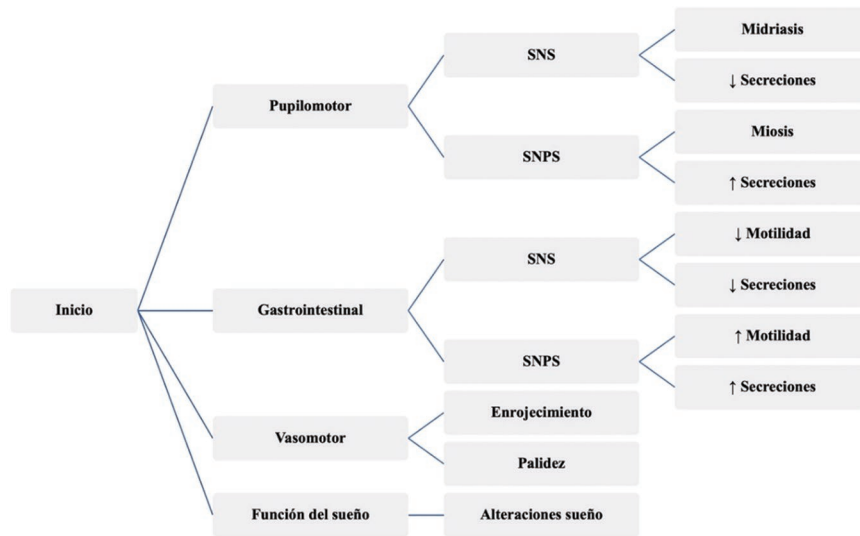 Inicio
Pupilomotor
SNS
Midriasis
↓ Secreciones
SNPS
Miosis
↑ Secreciones
Gastrointestinal
SNS
↓ Motilidad
↓ Secreciones
SNPS
↑ Motilidad
↑ Secreciones
Vasomotor
Enrojecimiento
Palidez
Función del sueño
Alteraciones sueño